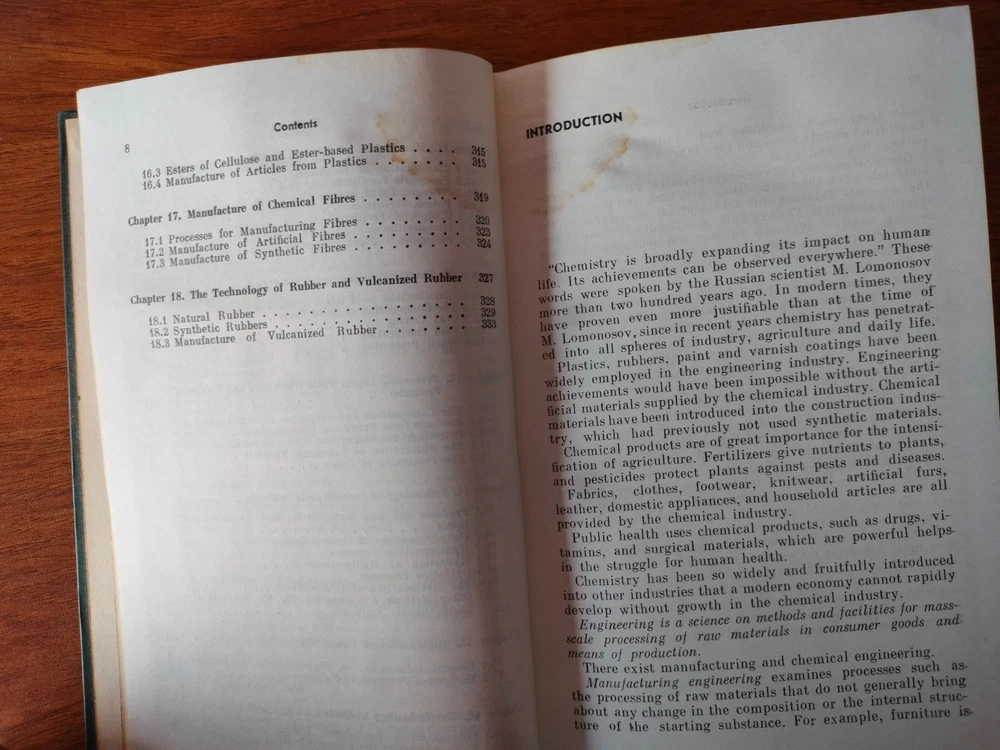 8
Contents
16.3 Esters of Cellulose and Ester-based Plastics . . . . 315
16.4 Manufacture of Articles from Plastics . . . . . . . 315
Chapter 17. Manufacture of Chemical Fibres . . . . . . . . 319
17.1 Processes for Manufacturing Fibres . . . . . . . . 320
17.2 Manufacture of Artificial Fibres . . . . . . . . . 323
17.3 Manufacture of Synthetic Fibres . . . . . . . . . 324
Chapter 18. The Technology of Rubber and Vulcanized Rubber 327
18.1 Natural Rubber . . . . . . . . . . . . . . . . 328
18.2 Synthetic Rubbers . . . . . . . . . . . . . . . 329
18.3 Manufacture of Vulcanized Rubber . . . . . . . 333
INTRODUCTION
“Chemistry is broadly expanding its impact on human
life. Its achievements can be observed everywhere.” These
words were spoken by the Russian scientist M. Lomonosov
more than two hundred years ago. In modern times, they
have proven even more justifiable than at the time of
M. Lomonosov, since in recent years chemistry has penetrat-
ed into all spheres of industry, agriculture and daily life.
Plastics, rubbers, paint and varnish coatings have been
widely employed in the engineering industry. Engineering
achievements would have been impossible without the arti-
ficial materials supplied by the chemical industry. Chemical
materials have been introduced into the construction indus-
try, which had previously not used synthetic materials.
Chemical products are of great importance for the intensi-
fication of agriculture. Fertilizers give nutrients to plants,
and pesticides protect plants against pests and diseases.
Fabrics, clothes, footwear, knitwear, artificial furs,
leather, domestic appliances, and household articles are all
provided by the chemical industry.
Public health uses chemical products, such as drugs, vi-
tamins, and surgical materials, which are powerful helps
in the struggle for human health.
Chemistry has been so widely and fruitfully introduced
into other industries that a modern economy cannot rapidly
develop without growth in the chemical industry.
Engineering is a science on methods and facilities for mass-
scale processing of raw materials in consumer goods and
means of production.
There exist manufacturing and chemical engineering.
Manufacturing engineering examines processes such as
the processing of raw materials that do not generally bring
about any change in the composition or the internal struc-
ture of the starting substance. For example, furniture is